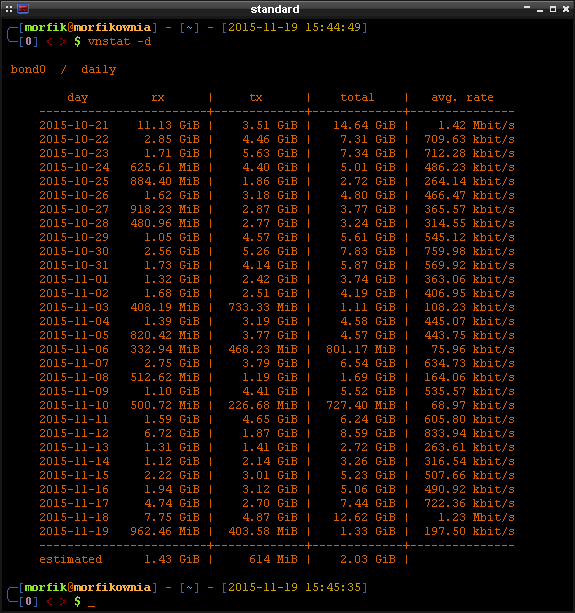 standard
[morfik@morfikownia] - [~] - [2015-11-19 15:44:49]
[0] < > $ vnstat -d
bond0 / daily
day rx | tx | total | avg. rate
------------------------+-------------+-------------+---------------
2015-10-21 11.13 GiB | 3.51 GiB | 14.64 GiB | 1.42 Mbit/s
2015-10-22 2.85 GiB | 4.46 GiB | 7.31 GiB | 709.63 kbit/s
2015-10-23 1.71 GiB | 5.63 GiB | 7.34 GiB | 712.28 kbit/s
2015-10-24 625.61 MiB | 4.40 GiB | 5.01 GiB | 486.23 kbit/s
2015-10-25 884.40 MiB | 1.86 GiB | 2.72 GiB | 264.14 kbit/s
2015-10-26 1.62 GiB | 3.18 GiB | 4.80 GiB | 466.47 kbit/s
2015-10-27 918.23 MiB | 2.87 GiB | 3.77 GiB | 365.57 kbit/s
2015-10-28 480.96 MiB | 2.77 GiB | 3.24 GiB | 314.55 kbit/s
2015-10-29 1.05 GiB | 4.57 GiB | 5.61 GiB | 545.12 kbit/s
2015-10-30 2.56 GiB | 5.26 GiB | 7.83 GiB | 759.98 kbit/s
2015-10-31 1.73 GiB | 4.14 GiB | 5.87 GiB | 569.92 kbit/s
2015-11-01 1.32 GiB | 2.42 GiB | 3.74 GiB | 363.06 kbit/s
2015-11-02 1.68 GiB | 2.51 GiB | 4.19 GiB | 406.95 kbit/s
2015-11-03 408.19 MiB | 733.33 MiB | 1.11 GiB | 108.23 kbit/s
2015-11-04 1.39 GiB | 3.19 GiB | 4.58 GiB | 445.07 kbit/s
2015-11-05 820.42 MiB | 3.77 GiB | 4.57 GiB | 443.75 kbit/s
2015-11-06 332.94 MiB | 468.23 MiB | 801.17 MiB | 75.96 kbit/s
2015-11-07 2.75 GiB | 3.79 GiB | 6.54 GiB | 634.73 kbit/s
2015-11-08 512.62 MiB | 1.19 GiB | 1.69 GiB | 164.06 kbit/s
2015-11-09 1.10 GiB | 4.41 GiB | 5.52 GiB | 535.57 kbit/s
2015-11-10 500.72 MiB | 226.68 MiB | 727.40 MiB | 68.97 kbit/s
2015-11-11 1.59 GiB | 4.65 GiB | 6.24 GiB | 605.80 kbit/s
2015-11-12 6.72 GiB | 1.87 GiB | 8.59 GiB | 833.94 kbit/s
2015-11-13 1.31 GiB | 1.41 GiB | 2.72 GiB | 263.61 kbit/s
2015-11-14 1.12 GiB | 2.14 GiB | 3.26 GiB | 316.54 kbit/s
2015-11-15 2.22 GiB | 3.01 GiB | 5.23 GiB | 507.66 kbit/s
2015-11-16 1.94 GiB | 3.12 GiB | 5.06 GiB | 490.92 kbit/s
2015-11-17 4.74 GiB | 2.70 GiB | 7.44 GiB | 722.36 kbit/s
2015-11-18 7.75 GiB | 4.87 GiB | 12.62 GiB | 1.23 Mbit/s
2015-11-19 962.46 MiB | 403.58 MiB | 1.33 GiB | 197.50 kbit/s
------------------------+-------------+-------------+---------------
estimated 1.43 GiB | 614 MiB | 2.03 GiB |
[morfik@morfikownia] - [~] - [2015-11-19 15:45:35]
[0] < > $ _